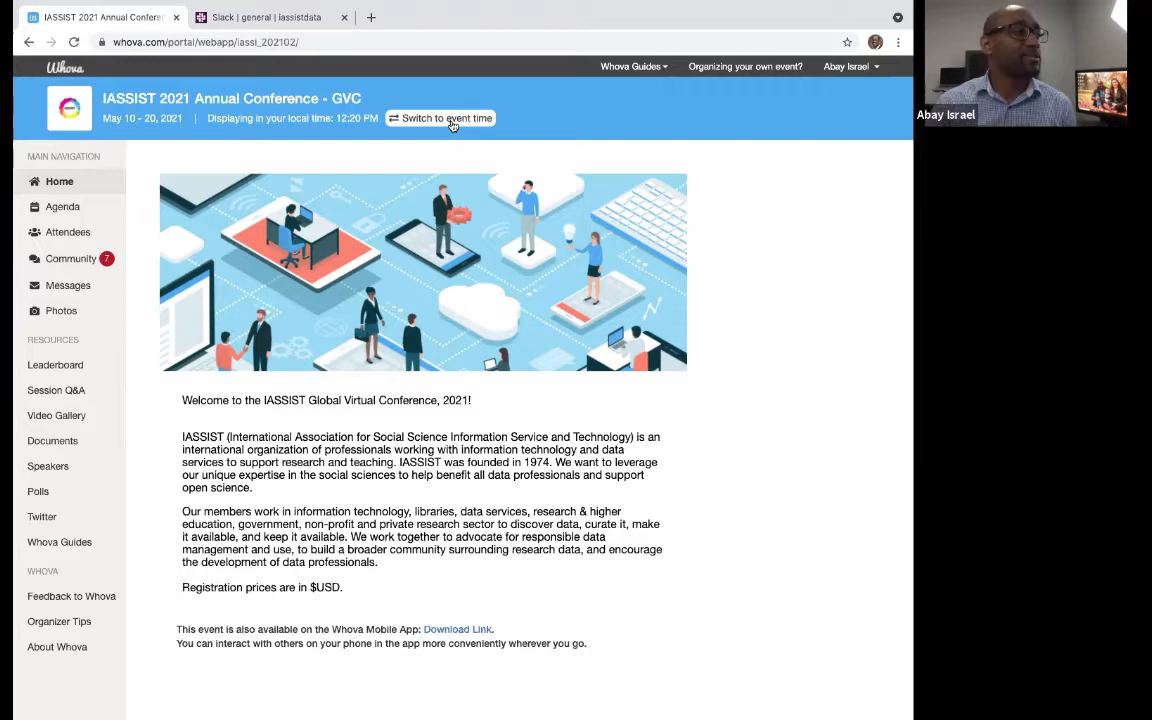 IASSIST 2021 Annual Conferen
Slack | general | iassistdata
whova.com/portal/webapp/iassi_202102/
Whova
Whova Guides
Organizing your own event?
Abay Israel
IASSIST 2021 Annual Conference - GVC
May 10 - 20, 2021 | Displaying in your local time: 12:20 PM
Switch to event time
Abay Israel
MAIN NAVIGATION
Home
Agenda
Attendees
Community 7
Messages
Photos
RESOURCES
Leaderboard
Session Q&A
Video Gallery
Documents
Speakers
Polls
Twitter
Whova Guides
WHOVA
Feedback to Whova
Organizer Tips
About Whova
Welcome to the IASSIST Global Virtual Conference, 2021!
IASSIST (International Association for Social Science Information Service and Technology) is an
international organization of professionals working with information technology and data
services to support research and teaching. IASSIST was founded in 1974. We want to leverage
our unique expertise in the social sciences to help benefit all data professionals and support
open science.
Our members work in information technology, libraries, data services, research & higher
education, government, non-profit and private research sector to discover data, curate it, make
it available, and keep it available. We work together to advocate for responsible data
management and use, to build a broader community surrounding research data, and encourage
the development of data professionals.
Registration prices are in $USD.
This event is also available on the Whova Mobile App: Download Link.
You can interact with others on your phone in the app more conveniently wherever you go.